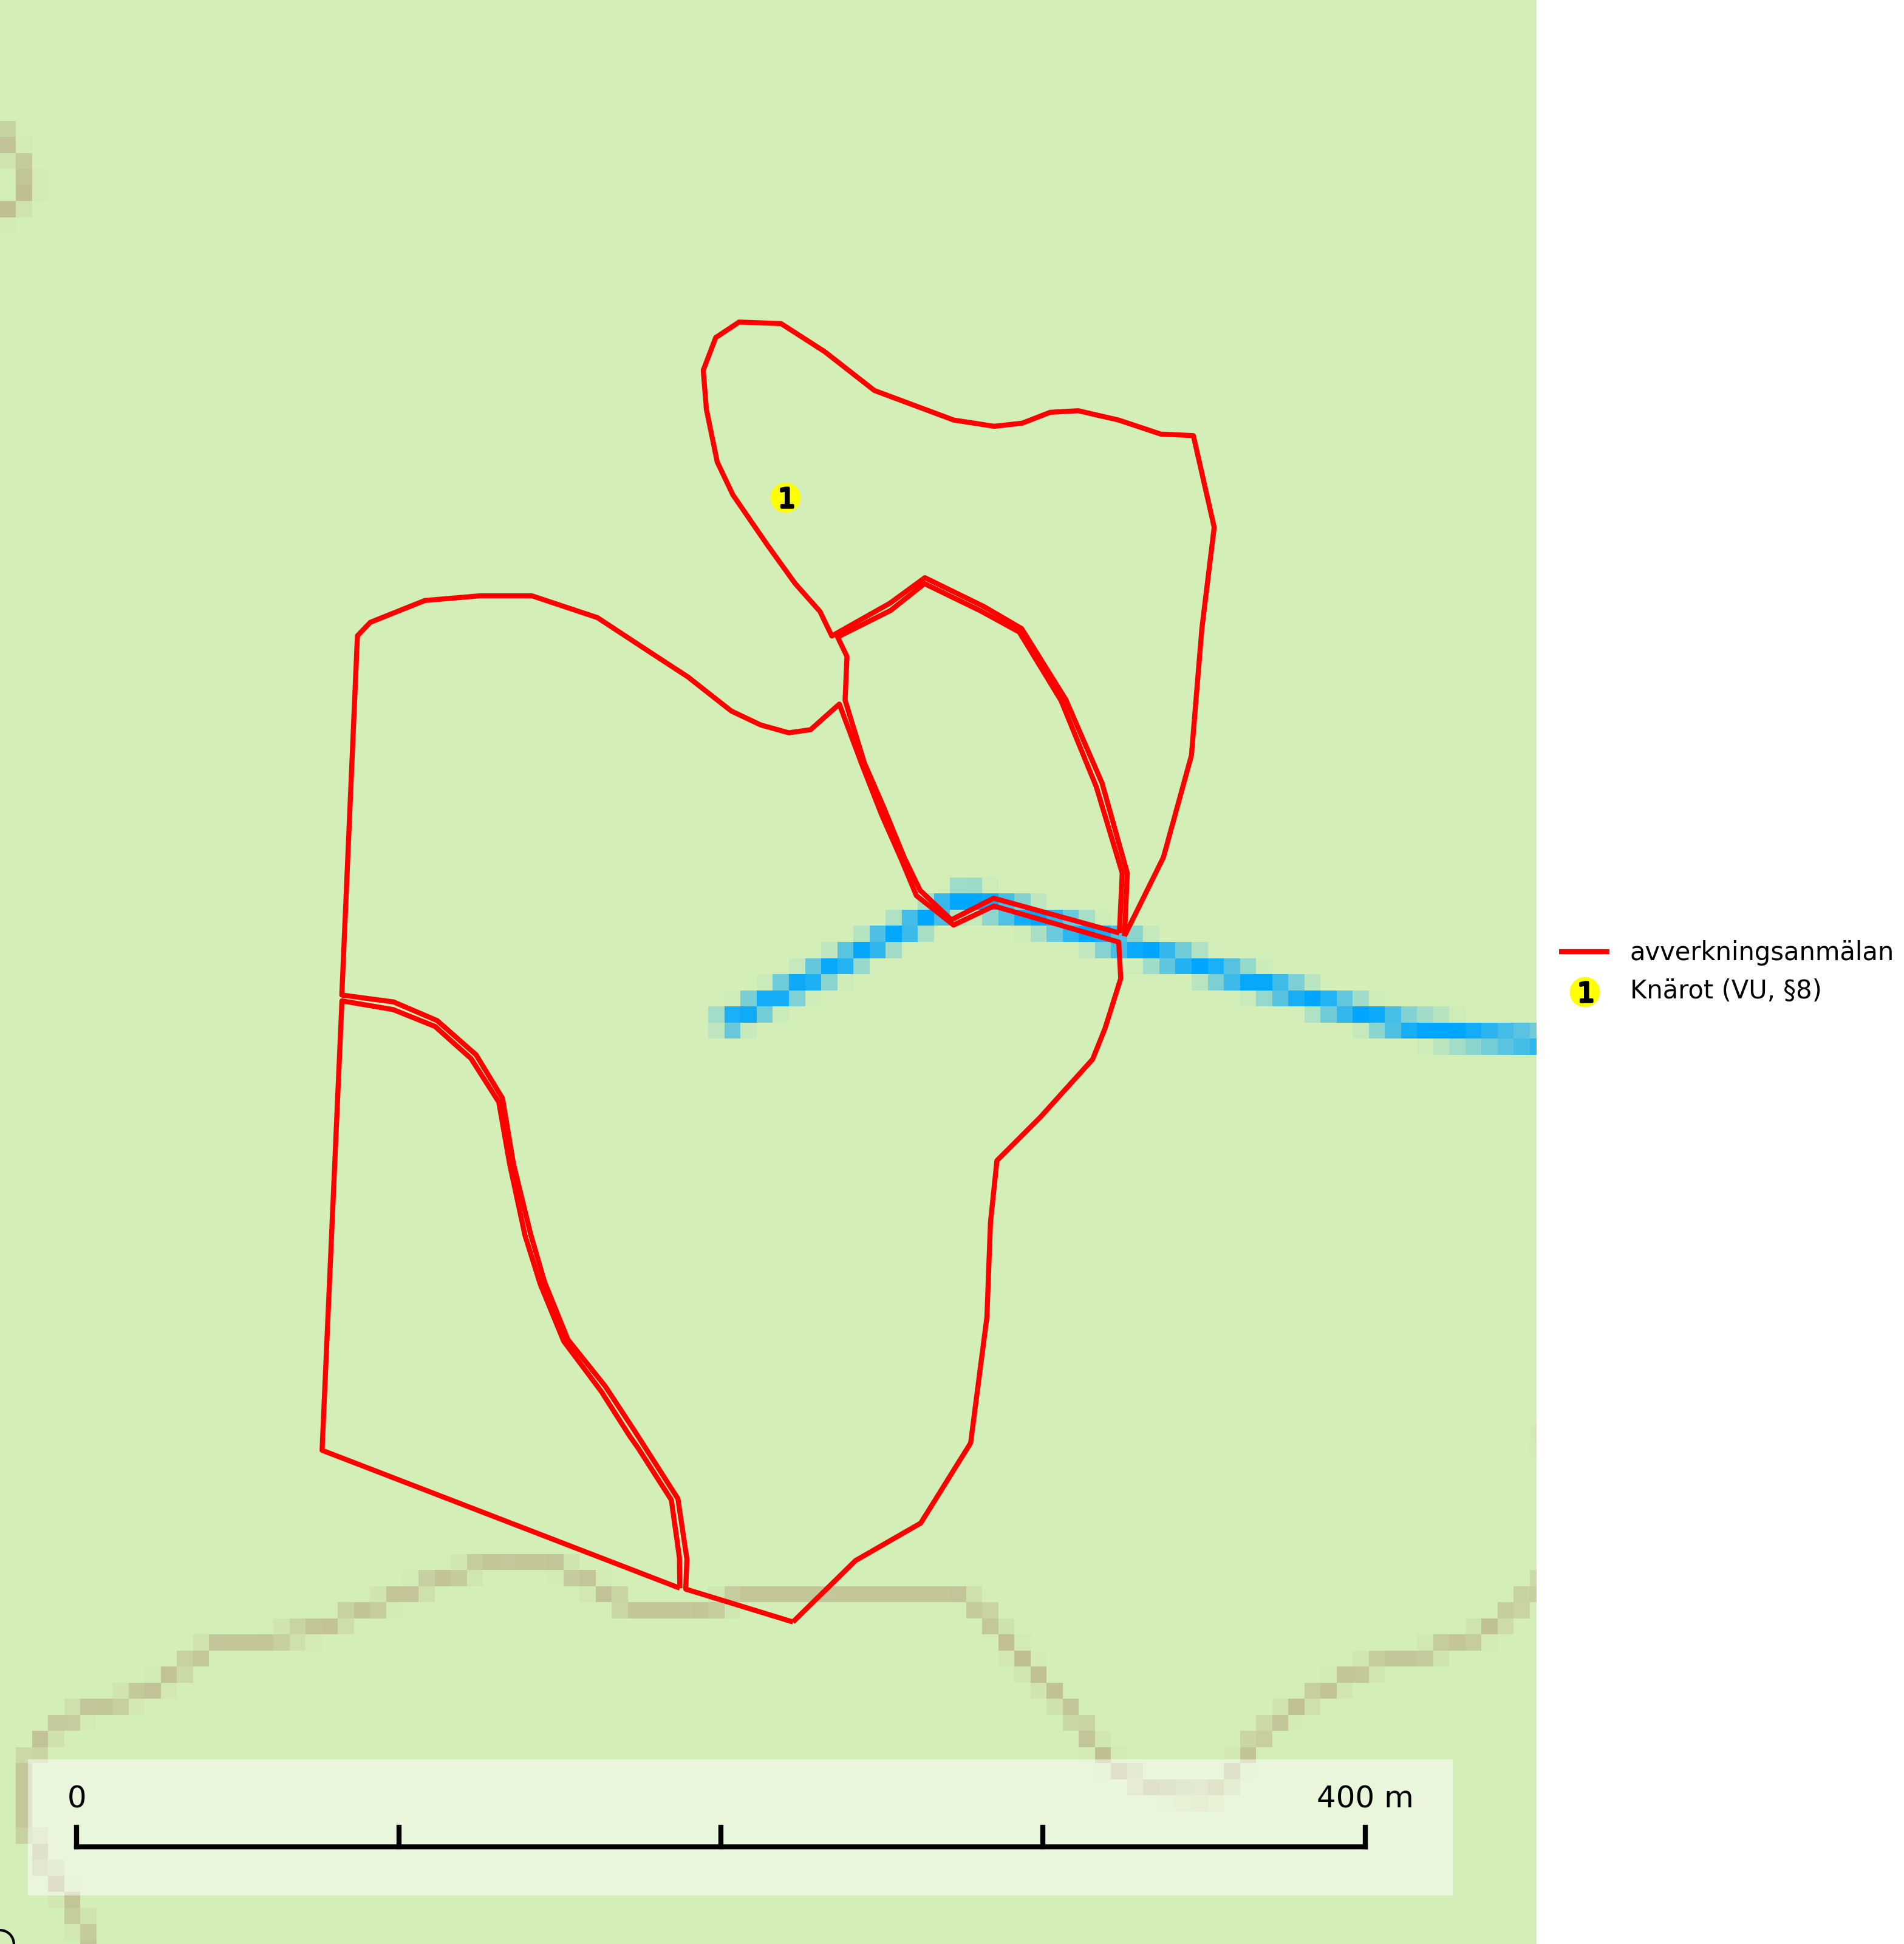 1
avverkningsanmälan
1 Knärot (VU, §8)
0 400 m